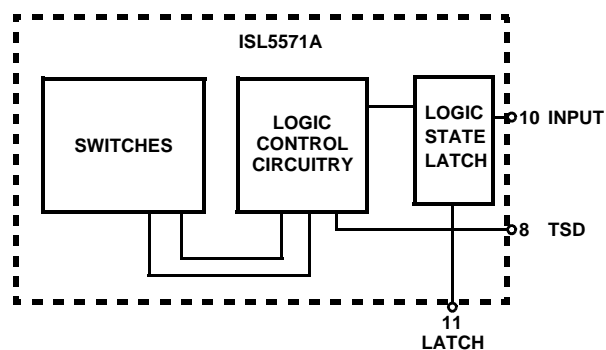 ISL5571A
SWITCHES
LOGIC
CONTROL
CIRCUITRY
LOGIC
STATE
LATCH
10 INPUT
8 TSD
11
LATCH